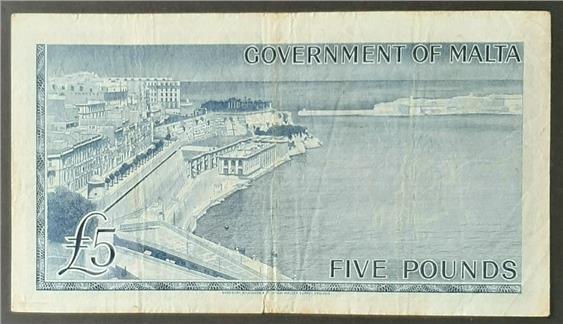 GOVERNMENT OF MALTA
£5
FIVE POUNDS